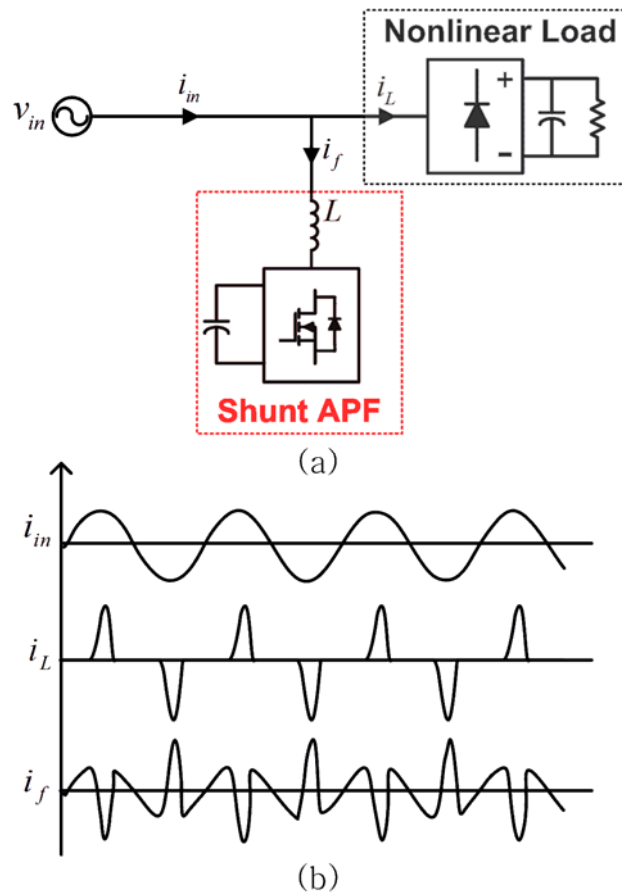 Nonlinear Load
i_in
i_L
+
v_in
i_f
−
L
Shunt APF
(a)
i_in
i_L
i_f
(b)